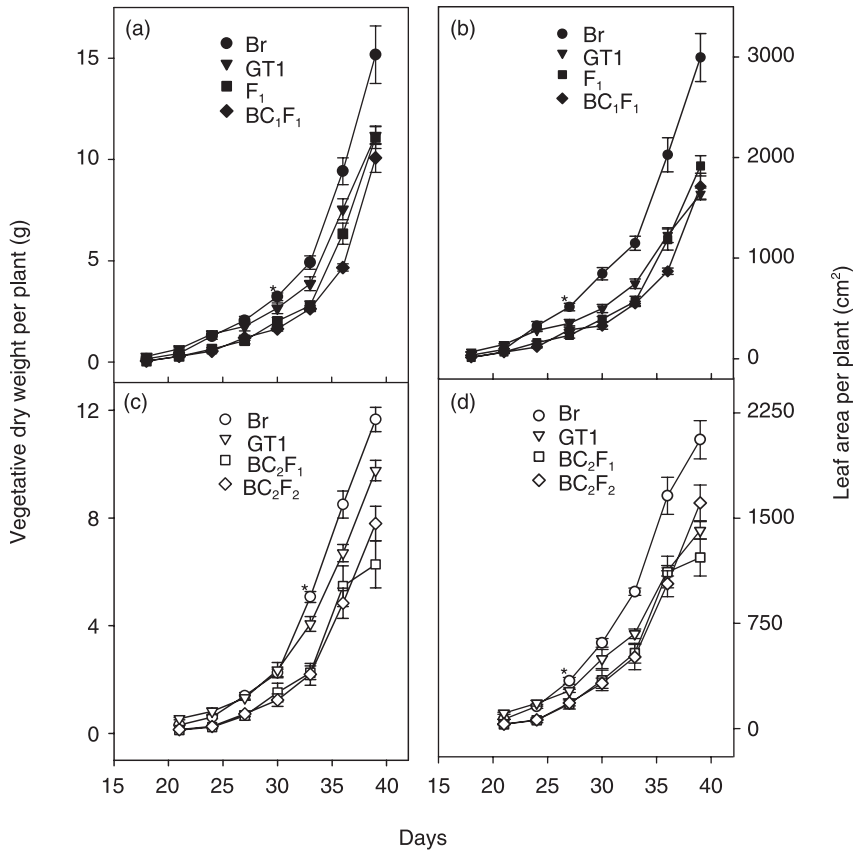 (a)
Br
GT1
F1
BC1F1
15
10
5
0
(b)
Br
GT1
F1
BC1F1
3000
2000
1000
0
*
*
Vegetative dry weight per plant (g)
Leaf area per plant (cm2)
(c)
Br
GT1
BC2F1
BC2F2
12
8
4
0
(d)
Br
GT1
BC2F1
BC2F2
2250
1500
750
0
*
*
15 20 25 30 35 40
15 20 25 30 35 40
Days